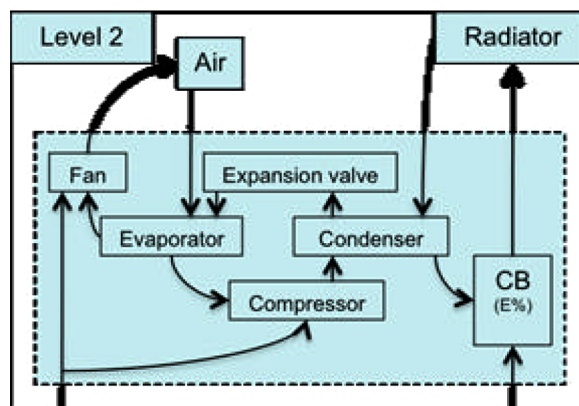 Level 2
Radiator
Air
Fan
Expansion valve
Evaporator
Condenser
CB
(E%)
Compressor